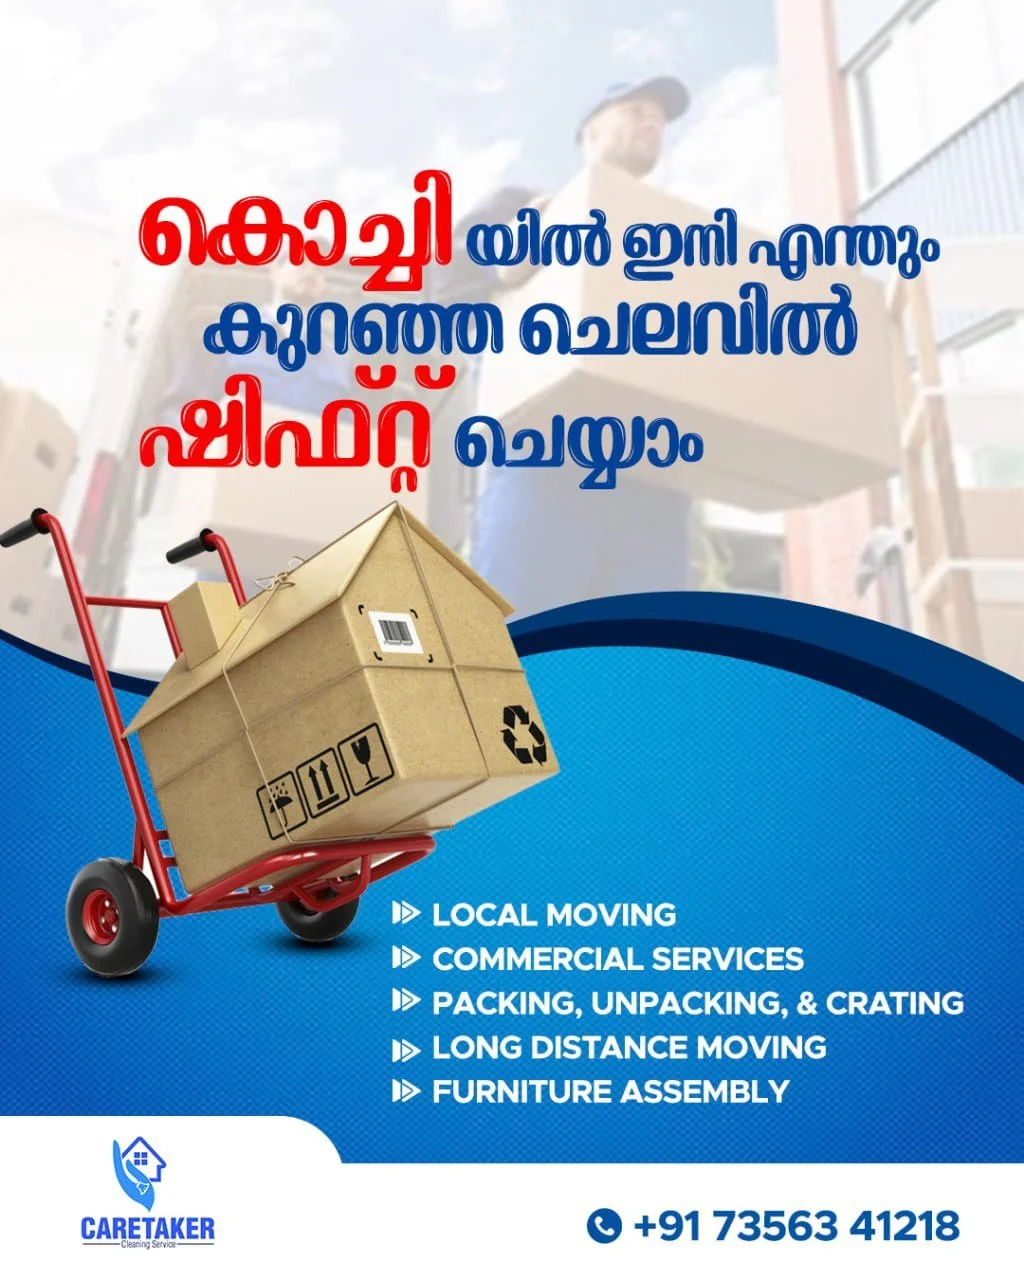 കൊച്ചി യിൽ ഇനി എന്തും
കുറഞ്ഞ ചെലവിൽ
ഷിഫ്റ്റ് ചെയ്യാം
LOCAL MOVING
COMMERCIAL SERVICES
PACKING, UNPACKING, & CRATING
LONG DISTANCE MOVING
FURNITURE ASSEMBLY
CARETAKER
Cleaning Service
+91 73563 41218